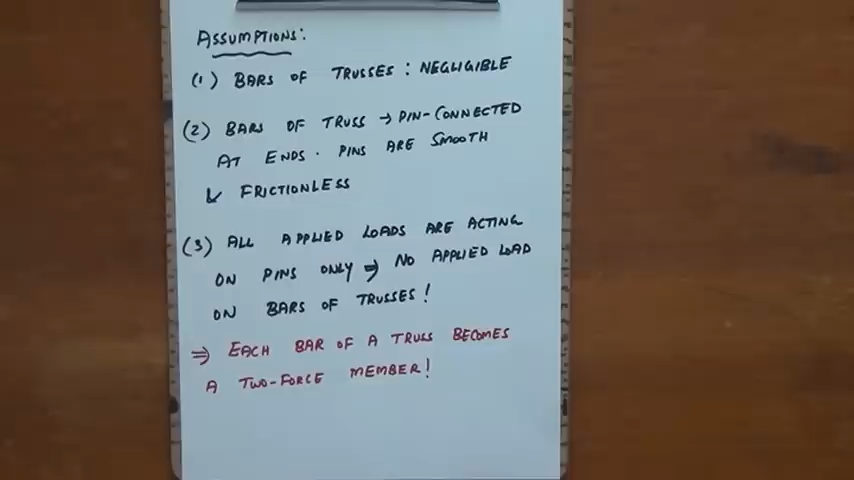 ASSUMPTIONS:
(1) BARS OF TRUSSES : NEGLIGIBLE
(2) BARS OF TRUSS → PIN-CONNECTED
AT ENDS. PINS ARE SMOOTH
& FRICTIONLESS
(3) ALL APPLIED LOADS ARE ACTING
ON PINS ONLY ⇒ NO APPLIED LOAD
ON BARS OF TRUSSES!
⇒ EACH BAR OF A TRUSS BECOMES
A TWO-FORCE MEMBER!